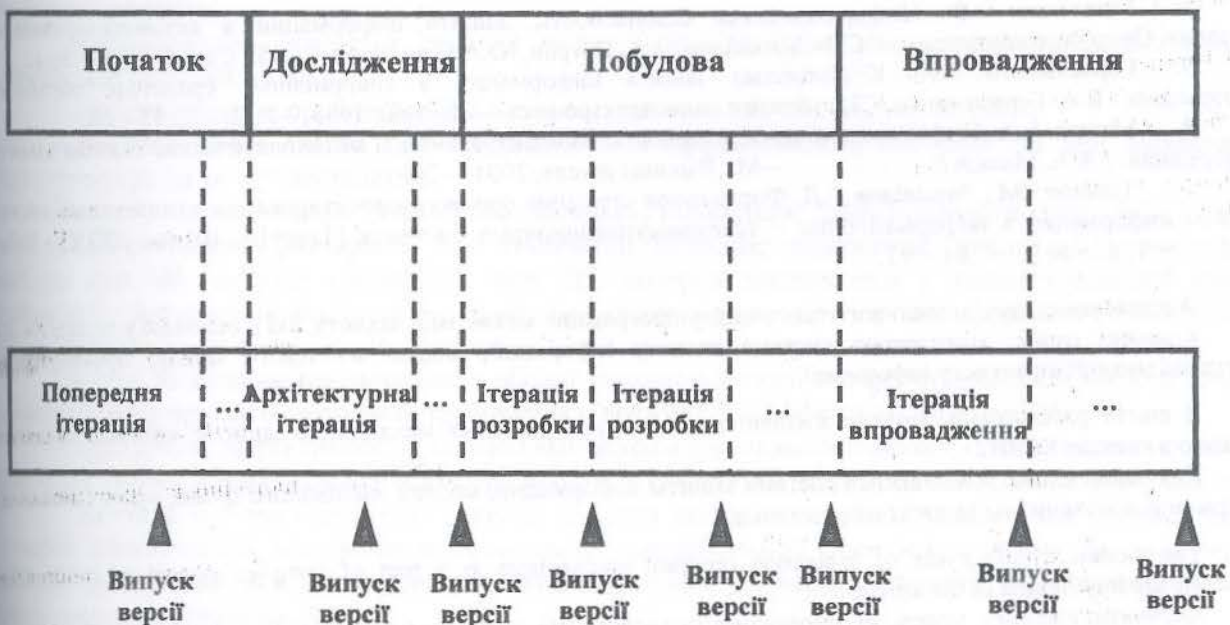 Початок Дослідження Побудова Впровадження
Попередня ітерація
...
Архітектурна ітерація
...
Ітерація розробки
Ітерація розробки
...
Ітерація впровадження
...
Випуск версії
Випуск версії
Випуск версії
Випуск версії
Випуск версії
Випуск версії
Випуск версії
Випуск версії